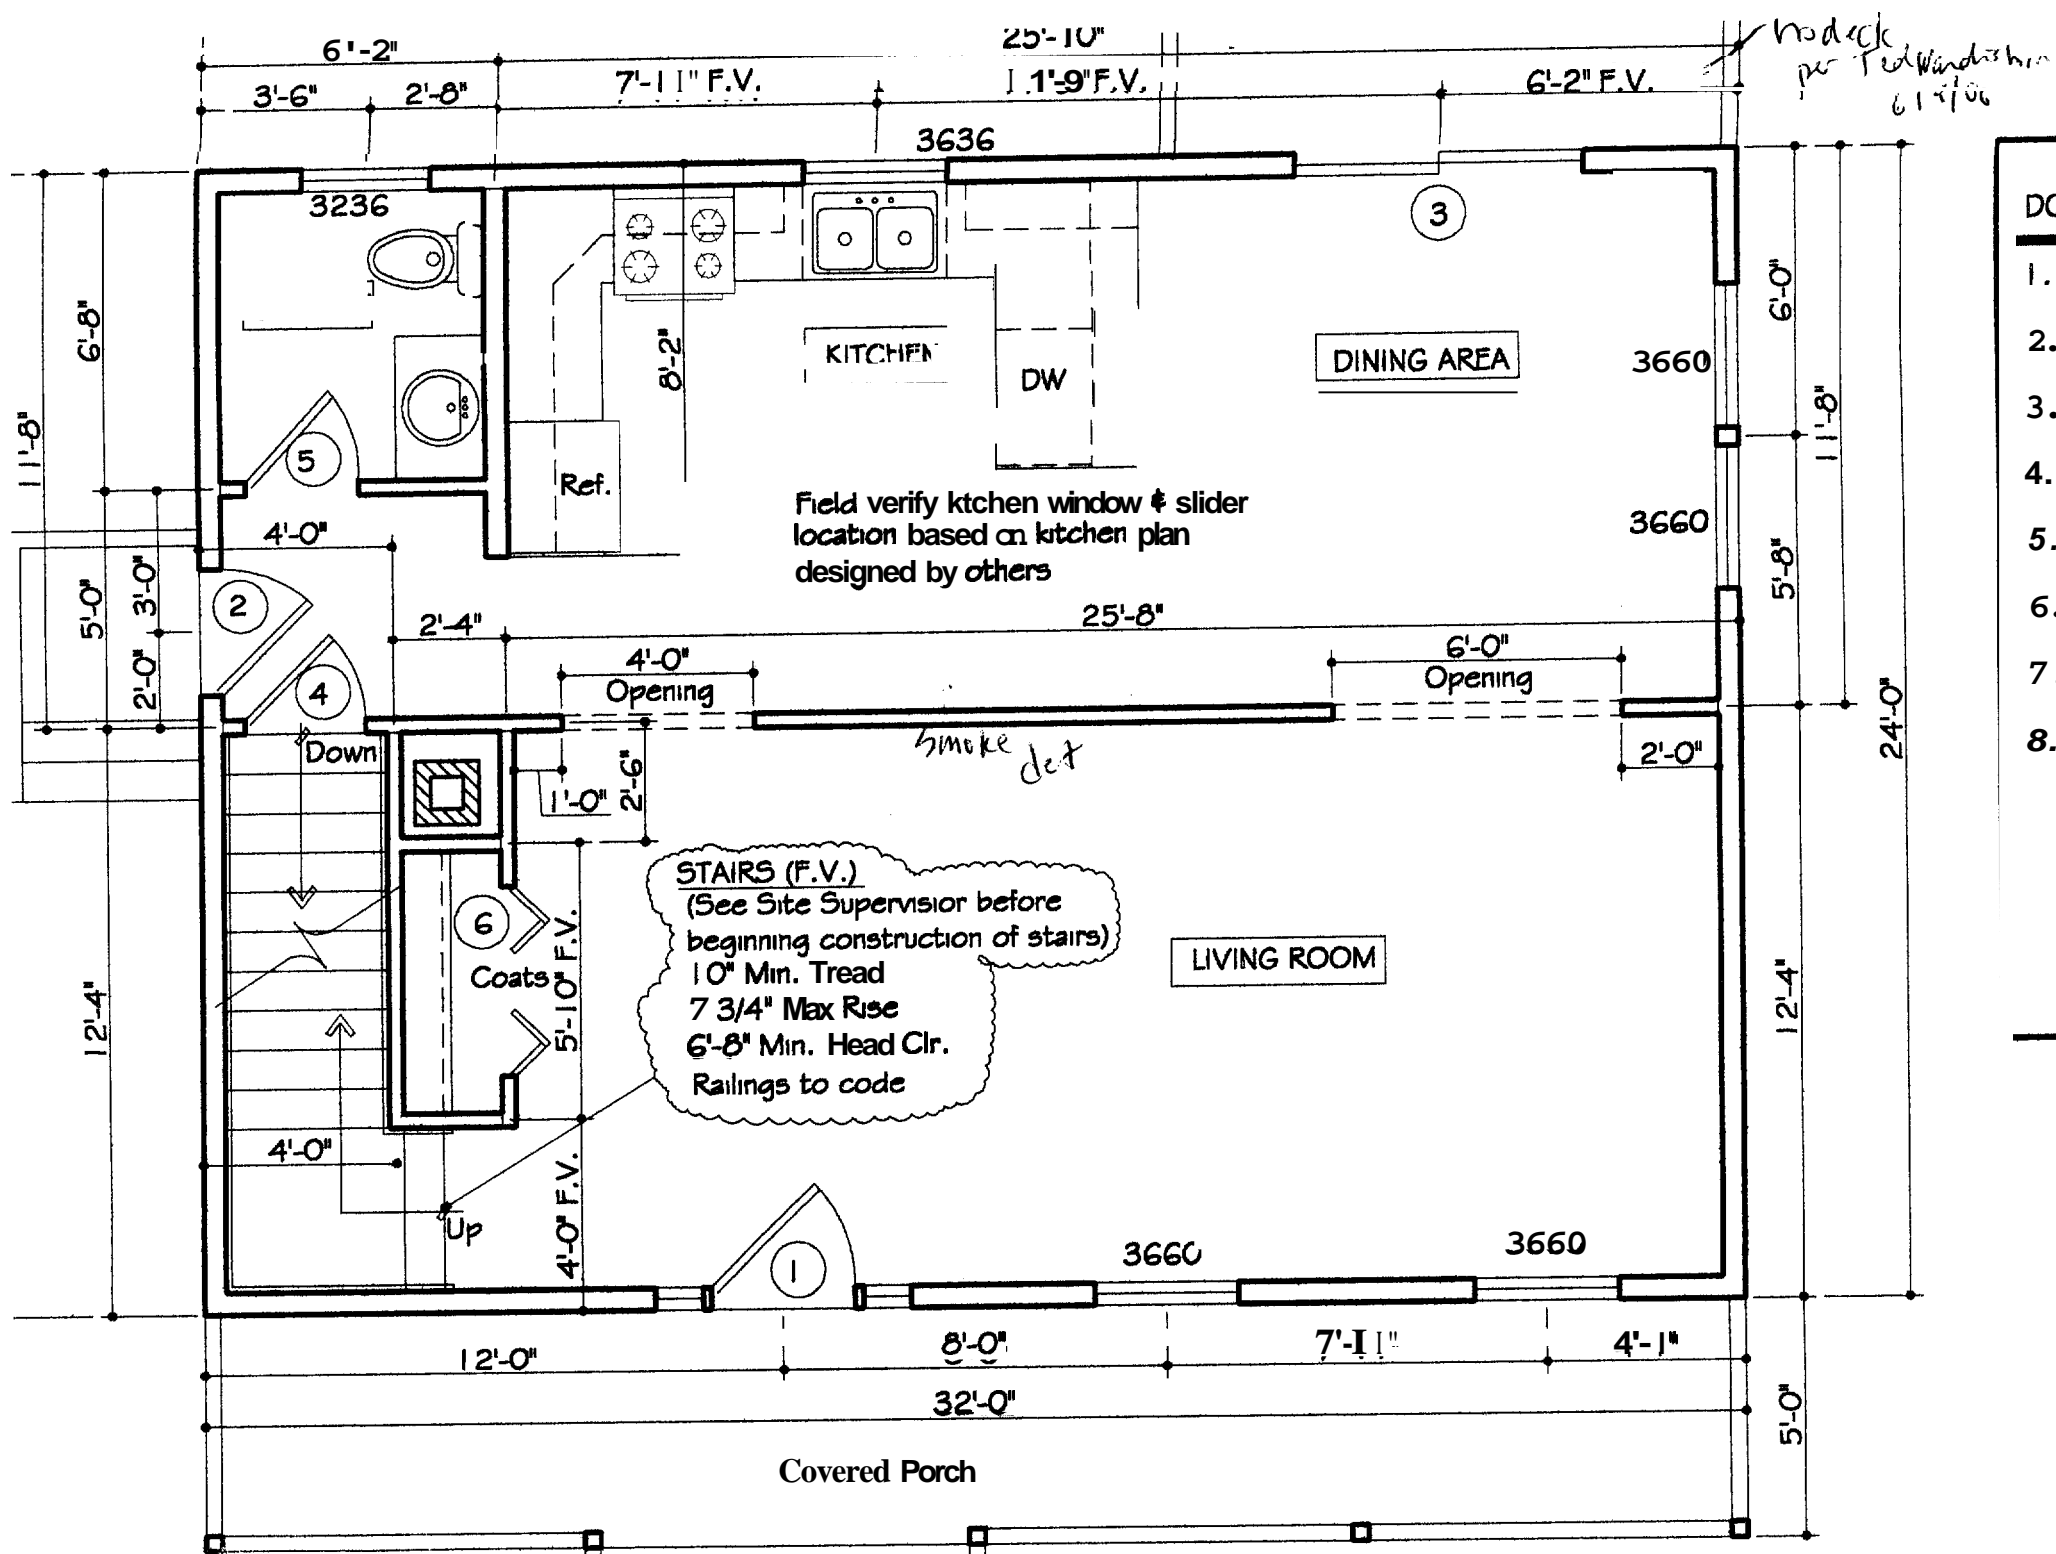 6'-2"
25'-10"
no deck
per Ted
3'-6"
2'-8"
7'-11" F.V.
11'-9" F.V.
6'-2" F.V.
3636
3236
3
DO
1.
2.
3.
4.
5.
6.
7.
8.
6'-8"
11'-8"
8'-2"
KITCHEN
DW
DINING AREA
3660
6'-0"
11'-8"
5
Ref.
Field verify ktchen window & slider
location based on kitchen plan
designed by others
3660
5'-8"
4'-0"
2
3'-0"
5'-0"
2'-0"
2'-4"
25'-8"
4'-0"
Opening
6'-0"
Opening
4
Down
Smoke
det
2'-0"
24'-0"
1'-0"
2'-6"
STAIRS (F.V.)
(See Site Supervisior before
beginning construction of stairs)
10" Min. Tread
7 3/4" Max Rise
6'-8" Min. Head Clr.
Railings to code
6
Coats
5'-10" F.V.
LIVING ROOM
12'-4"
12'-4"
4'-0"
4'-0" F.V.
Up
1
3660
3660
12'-0"
8'-0"
7'-11"
4'-1"
32'-0"
5'-0"
Covered Porch